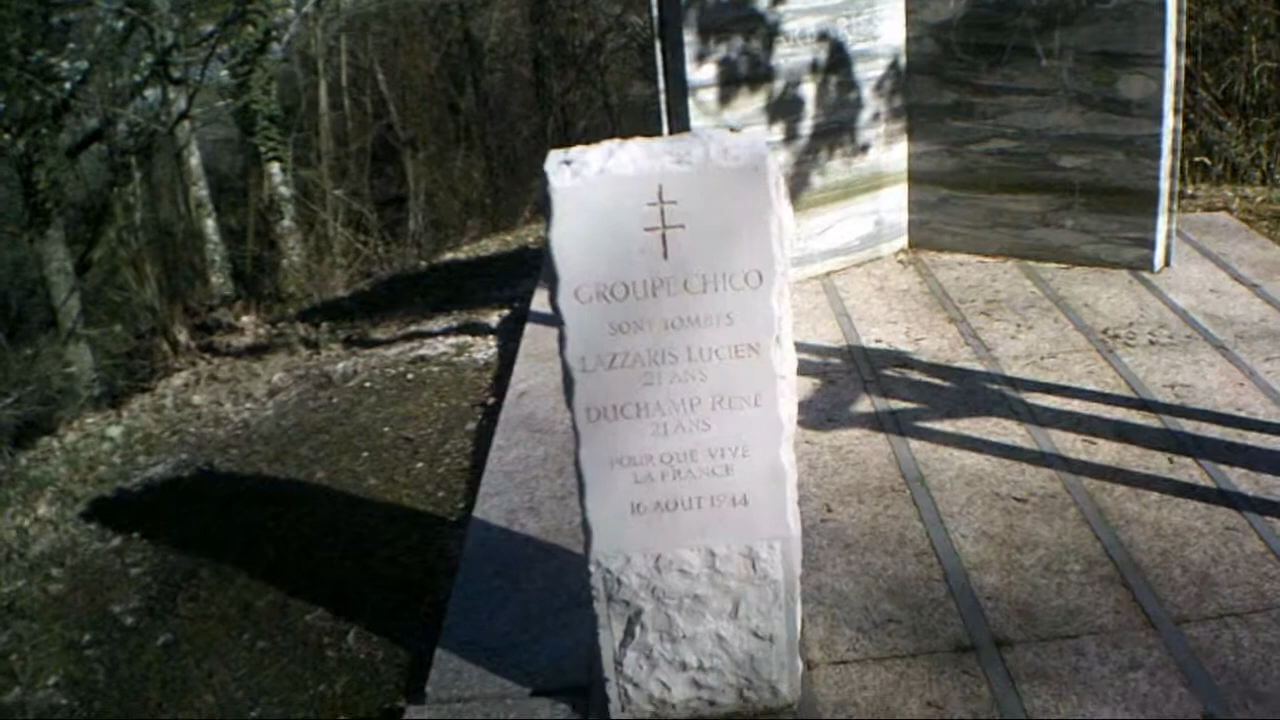 GROUPE CHICO
SONT TOMBES
LAZZARIS LUCIEN
21 ANS
DUCHAMP RENÉ
21 ANS
POUR QUE VIVE
LA FRANCE
16 AOUT 1944